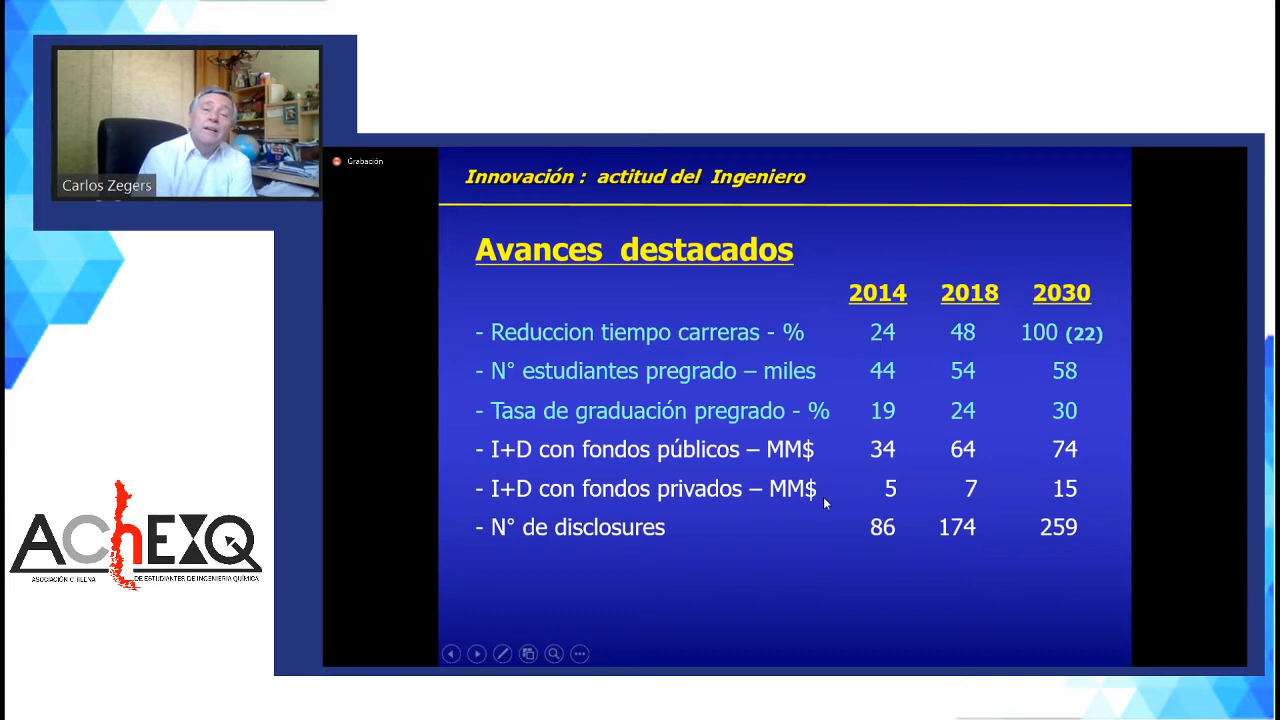 Carlos Zegers
Grabación
Innovación : actitud del Ingeniero
Avances destacados
2014 2018 2030
- Reduccion tiempo carreras - % 24 48 100 (22)
- N° estudiantes pregrado – miles 44 54 58
- Tasa de graduación pregrado - % 19 24 30
- I+D con fondos públicos – MM$ 34 64 74
- I+D con fondos privados – MM$ 5 7 15
- N° de disclosures 86 174 259
AChEXQ
ASOCIACIÓN CHILENA DE ESTUDIANTES DE INGENIERIA QUÍMICA